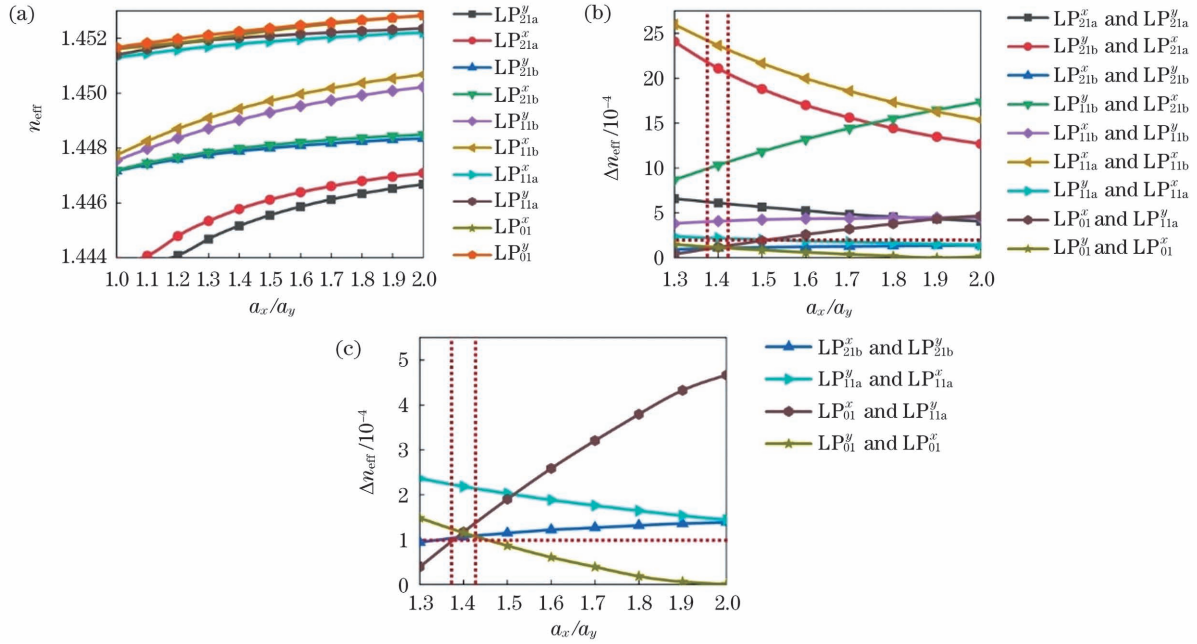 (a)
1.452
1.450
1.448
1.446
1.444
n_eff
1.0 1.1 1.2 1.3 1.4 1.5 1.6 1.7 1.8 1.9 2.0
a_x/a_y
LP^y_21a
LP^x_21a
LP^y_21b
LP^x_21b
LP^y_11b
LP^x_11b
LP^x_11a
LP^y_11a
LP^x_01
LP^y_01
(b)
25
20
15
10
5
0
Δn_eff/10^-4
1.3 1.4 1.5 1.6 1.7 1.8 1.9 2.0
a_x/a_y
LP^x_21a and LP^y_21a
LP^y_21b and LP^x_21a
LP^x_21b and LP^y_21b
LP^y_11b and LP^x_21b
LP^x_11b and LP^y_11b
LP^x_11a and LP^x_11b
LP^y_11a and LP^x_11a
LP^x_01 and LP^y_11a
LP^y_01 and LP^x_01
(c)
5
4
3
2
1
0
Δn_eff/10^-4
1.3 1.4 1.5 1.6 1.7 1.8 1.9 2.0
a_x/a_y
LP^x_21b and LP^y_21b
LP^y_11a and LP^x_11a
LP^x_01 and LP^y_11a
LP^y_01 and LP^x_01